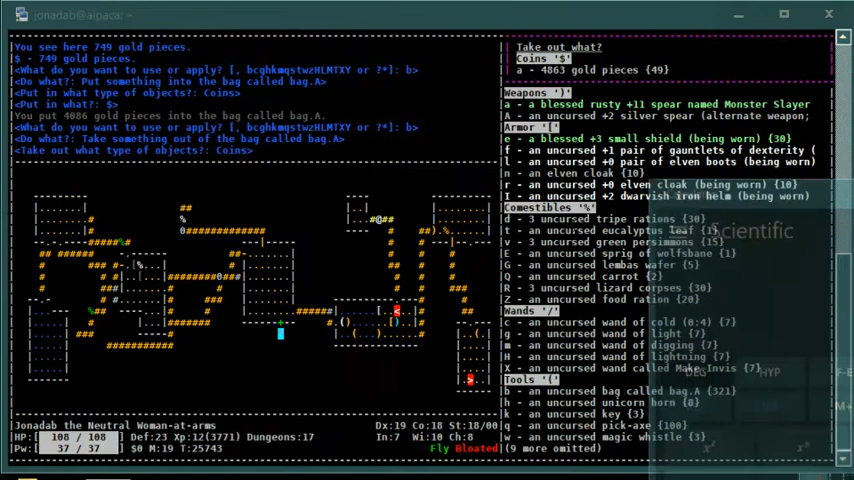 jonadab@alpaca: ~
You see here 749 gold pieces.
$ - 749 gold pieces.
<What do you want to use or apply? [, bcghkmqstwzHLMTXY or ?*]: b>
<Do what?: Put something into the bag called bag.A>
<Put in what type of objects?: Coins>
<Put in what?: $>
You put 4086 gold pieces into the bag called bag.A.
<What do you want to use or apply? [, bcghkmqstwzHLMTXY or ?*]: b>
<Do what?: Take something out of the bag called bag.A>
<Take out what type of objects?: Coins>
Jonadab the Neutral Woman-at-arms
Dx:19 Co:18 St:18/00
HP:[ 108 / 108 ] Def:23 Xp:12(3771) Dungeons:17
In:7 Wi:10 Ch:8
Pw:[ 37 / 37 ] $0 M:19 T:25743
Fly Bloated
Take out what?
Coins '$'
a - 4863 gold pieces {49}
Weapons ')'
a - a blessed rusty +11 spear named Monster Slayer
A - an uncursed +2 silver spear (alternate weapon;
Armor '['
e - a blessed +3 small shield (being worn) {30}
f - an uncursed +1 pair of gauntlets of dexterity (
l - an uncursed +0 pair of elven boots (being worn)
n - an elven cloak {10}
r - an uncursed +0 elven cloak (being worn) {10}
I - an uncursed +2 dwarvish iron helm (being worn)
Comestibles '%'
d - 3 uncursed tripe rations {30}
t - an uncursed eucalyptus leaf {1}
v - 3 uncursed green persimmons {15}
E - an uncursed sprig of wolfsbane {1}
G - an uncursed lembas wafer {5}
Q - an uncursed carrot {2}
R - 3 uncursed lizard corpses {30}
Z - an uncursed food ration {20}
Wands '/'
c - an uncursed wand of cold (0:4) {7}
g - an uncursed wand of light {7}
m - an uncursed wand of digging {7}
H - an uncursed wand of lightning {7}
X - an uncursed wand called Make Invis {7}
Tools '('
b - an uncursed bag called bag.A {321}
h - an uncursed unicorn horn {8}
k - an uncursed key {3}
q - an uncursed pick-axe {100}
w - an uncursed magic whistle {3}
(9 more omitted)
Scientific
DEG
HYP
F-E
M+